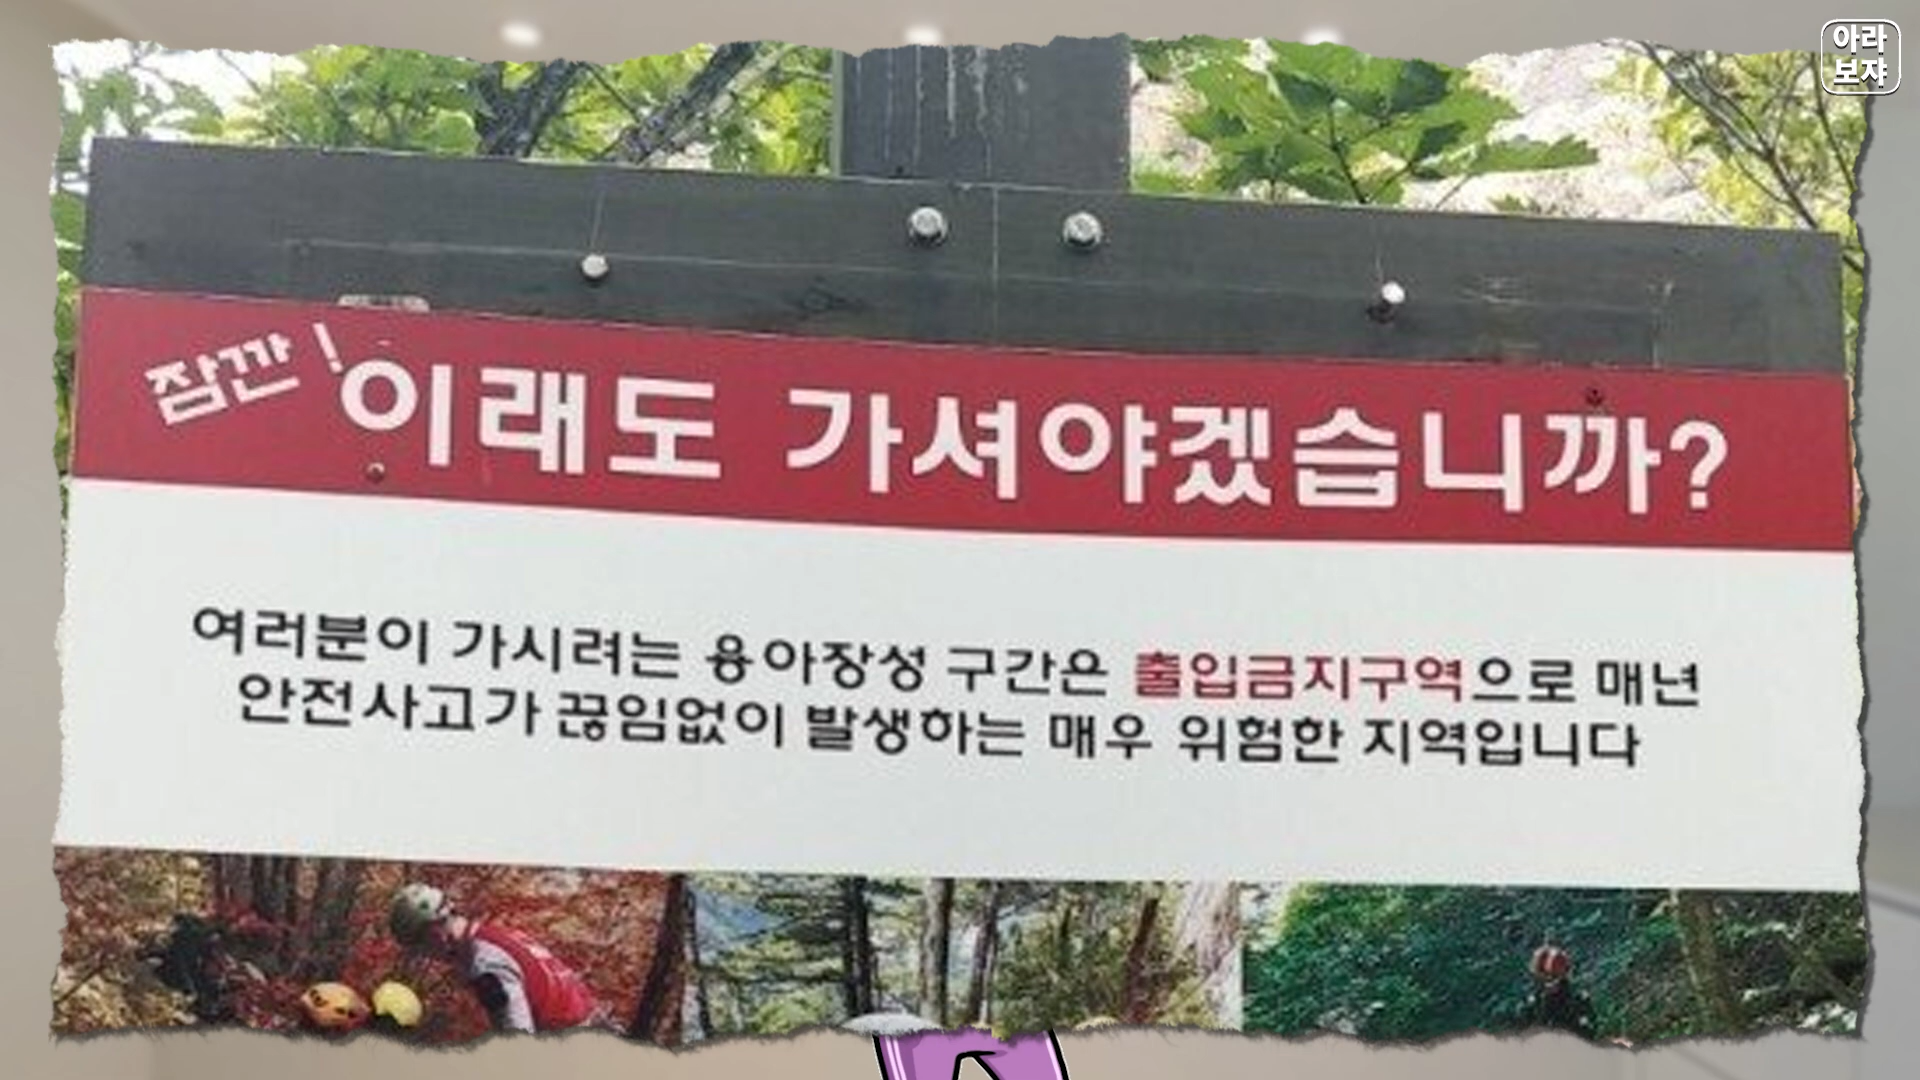 아라
보쟈
잠깐! 이래도 가셔야겠습니까?
여러분이 가시려는 용아장성 구간은 출입금지구역으로 매년
안전사고가 끊임없이 발생하는 매우 위험한 지역입니다